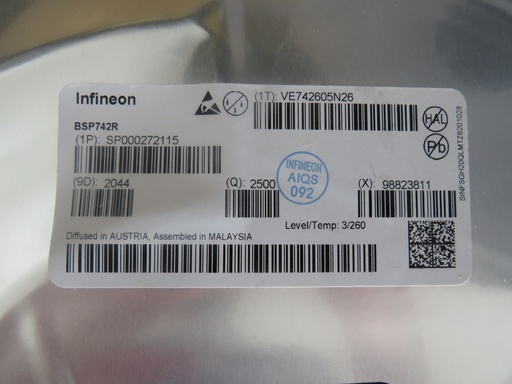 Infineon
(1T): VE742605N26
BSP742R
(1P): SP000272115
HAL
Pb
(9D): 2044
(Q): 2500
INFINEON
AIQS
092
(X): 98823811
Level/Temp: 3/260
Diffused in AUSTRIA, Assembled in MALAYSIA